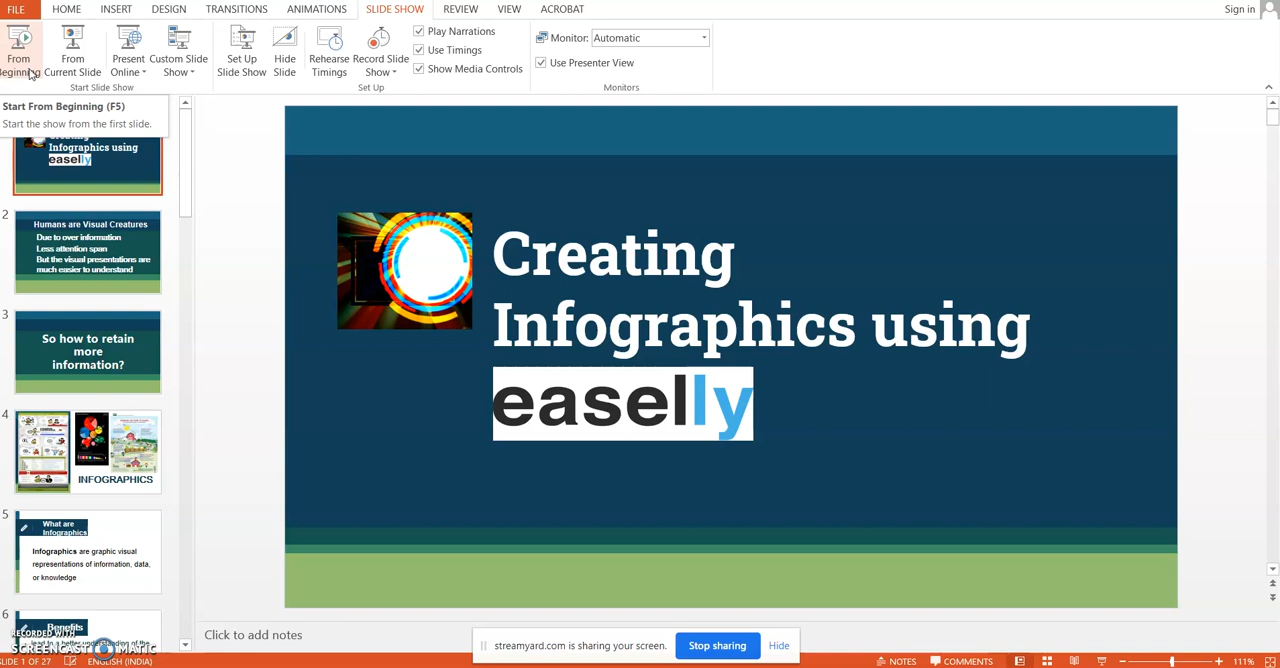 FILE HOME INSERT DESIGN TRANSITIONS ANIMATIONS SLIDE SHOW REVIEW VIEW ACROBAT Sign in
From Beginning
From Current Slide
Present Online
Custom Slide Show
Set Up Slide Show
Hide Slide
Rehearse Timings
Record Slide Show
Play Narrations
Use Timings
Show Media Controls
Monitor: Automatic
Use Presenter View
Start Slide Show
Set Up
Monitors
Start From Beginning (F5)
Start the show from the first slide.
Creating
Infographics using
easelly
2
Humans are Visual Creatures
Due to over information
Less attention span
But the visual presentations are
much easier to understand
3
So how to retain
more
information?
4
INFOGRAPHICS
5
What are
Infographics
Infographics are graphic visual
representations of information, data,
or knowledge
6
Benefits
lead to a better understanding of the
RECORDED WITH
SCREENCAST MATIC
Creating
Infographics using
easelly
Click to add notes
streamyard.com is sharing your screen.
Stop sharing
Hide
SLIDE 1 OF 27
ENGLISH (INDIA)
NOTES
COMMENTS
111%